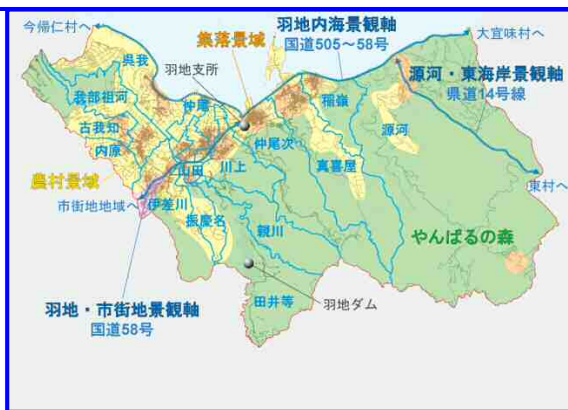 今帰仁村へ
大宜味村へ
羽地内海景観軸
国道505～58号
集落景域
羽地支所
呉我
源河・東海岸景観軸
県道14号線
我部祖河
仲尾
稲嶺
古我知
内原
源河
仲尾次
真喜屋
川上
山田
農村景域
東村へ
市街地地域へ
伊差川
振慶名
親川
やんばるの森
羽地・市街地景観軸
国道58号
田井等
羽地ダム